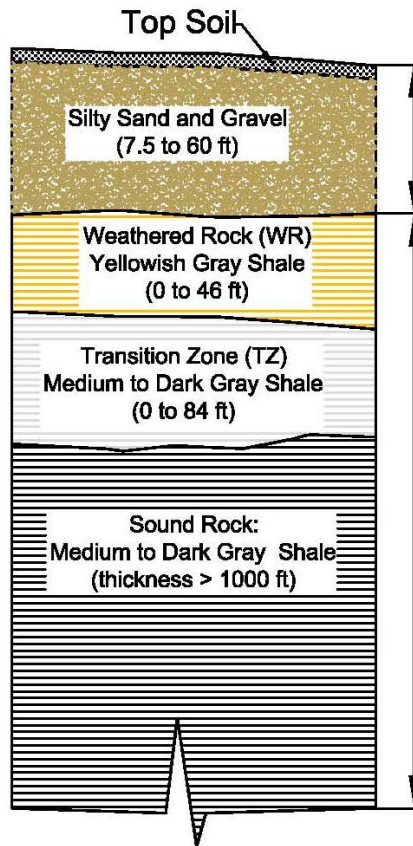 Top Soil
Silty Sand and Gravel
(7.5 to 60 ft)
Weathered Rock (WR)
Yellowish Gray Shale
(0 to 46 ft)
Transition Zone (TZ)
Medium to Dark Gray Shale
(0 to 84 ft)
Sound Rock:
Medium to Dark Gray Shale
(thickness > 1000 ft)